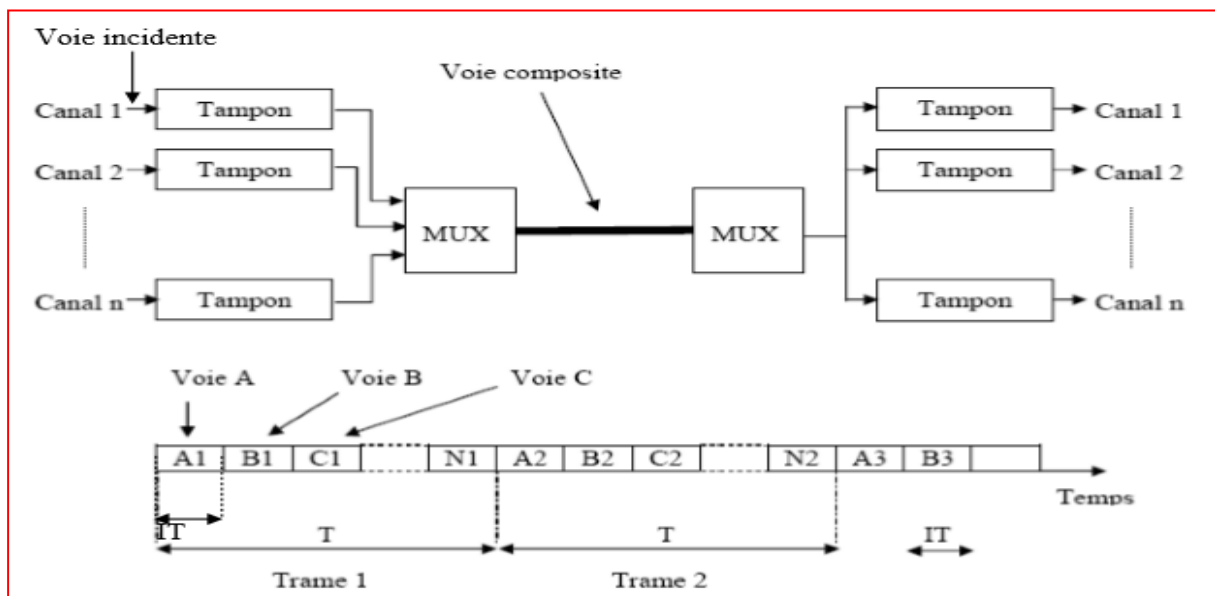 Voie incidente
Voie composite
Canal 1 Tampon Tampon Canal 1
Canal 2 Tampon Tampon Canal 2
MUX MUX
Canal n Tampon Tampon Canal n
Voie A Voie B Voie C
A1 B1 C1 N1 A2 B2 C2 N2 A3 B3
Temps
IT T T IT
Trame 1 Trame 2